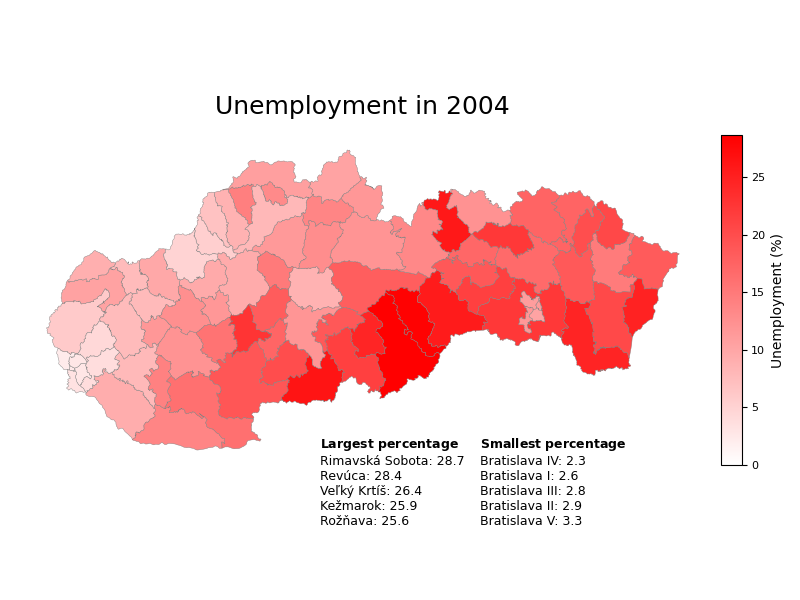 Unemployment in 2004
25
20
15
10
5
0
Unemployment (%)
Largest percentage
Rimavská Sobota: 28.7
Revúca: 28.4
Veľký Krtíš: 26.4
Kežmarok: 25.9
Rožňava: 25.6
Smallest percentage
Bratislava IV: 2.3
Bratislava I: 2.6
Bratislava III: 2.8
Bratislava II: 2.9
Bratislava V: 3.3